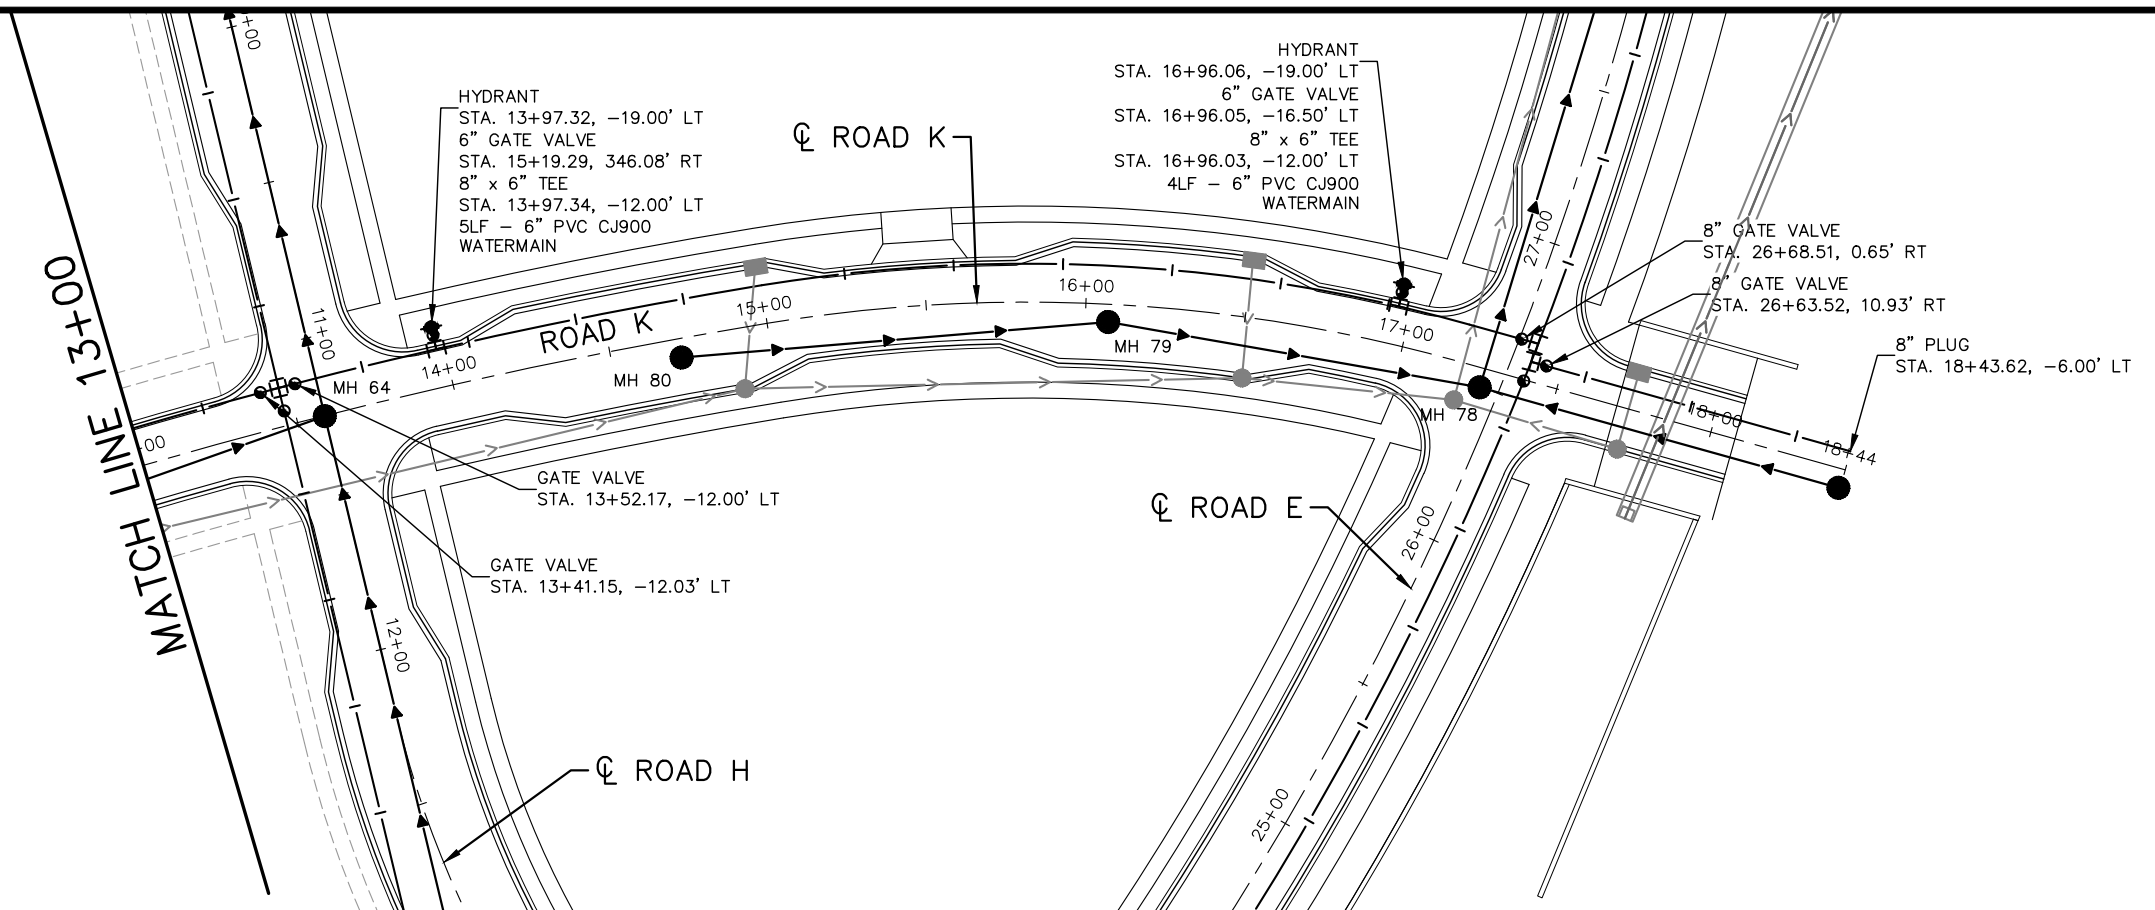 HYDRANT
STA. 13+97.32, −19.00' LT
6" GATE VALVE
STA. 15+19.29, 346.08' RT
8" x 6" TEE
STA. 13+97.34, −12.00' LT
5LF − 6" PVC CJ900
WATERMAIN
℄ ROAD K
HYDRANT
STA. 16+96.06, −19.00' LT
6" GATE VALVE
STA. 16+96.05, −16.50' LT
8" x 6" TEE
STA. 16+96.03, −12.00' LT
4LF − 6" PVC CJ900
WATERMAIN
8" GATE VALVE
STA. 26+68.51, 0.65' RT
8" GATE VALVE
STA. 26+63.52, 10.93' RT
8" PLUG
STA. 18+43.62, −6.00' LT
MATCH LINE 13+00
+00
11+00
12+00
+00
MH 64
14+00
ROAD K
15+00
16+00
17+00
18+00
18+44
MH 80
MH 79
MH 78
27+00
26+00
25+00
GATE VALVE
STA. 13+52.17, −12.00' LT
GATE VALVE
STA. 13+41.15, −12.03' LT
℄ ROAD E
℄ ROAD H